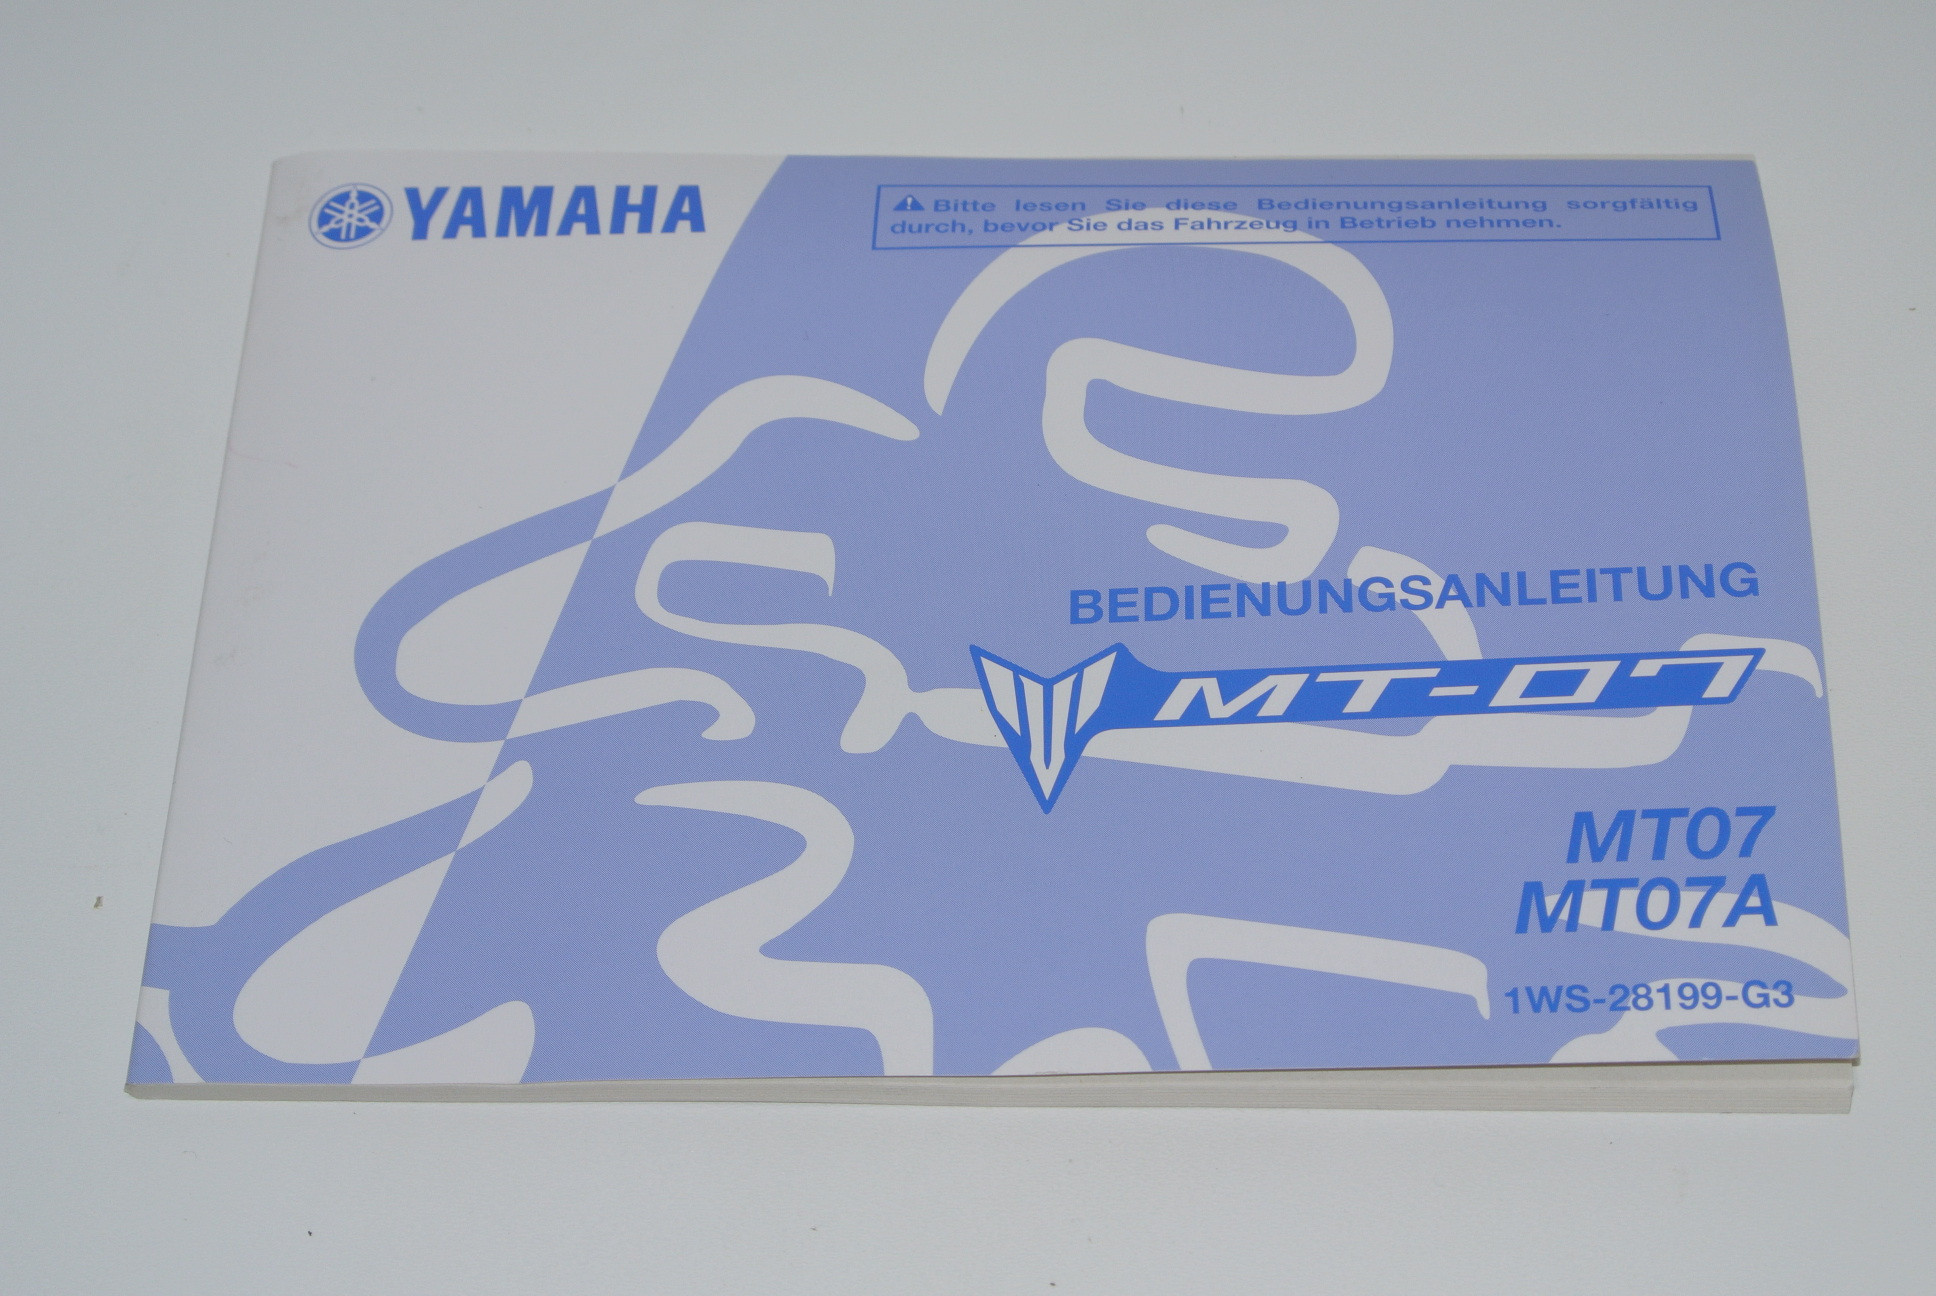 YAMAHA
Bitte lesen Sie diese Bedienungsanleitung sorgfältig
durch, bevor Sie das Fahrzeug in Betrieb nehmen.
BEDIENUNGSANLEITUNG
MT-07
MT07
MT07A
1WS-28199-G3